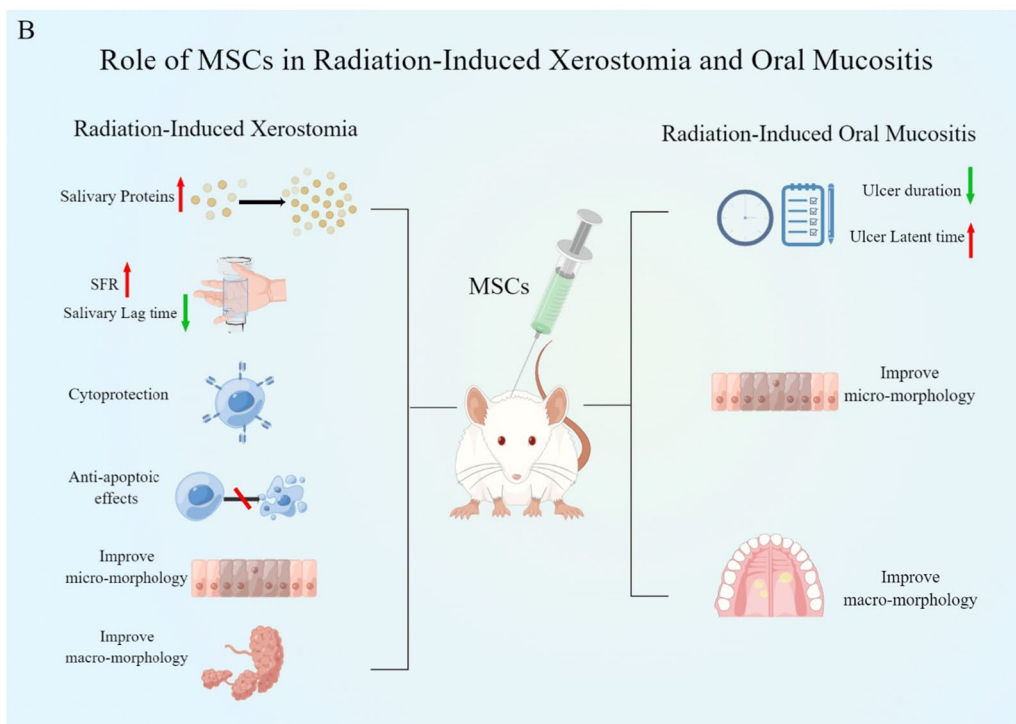 B
Role of MSCs in Radiation-Induced Xerostomia and Oral Mucositis
Radiation-Induced Xerostomia
Salivary Proteins
SFR
Salivary Lag time
Cytoprotection
Anti-apoptoic
effects
Improve
micro-morphology
Improve
macro-morphology
MSCs
Radiation-Induced Oral Mucositis
Ulcer duration
Ulcer Latent time
Improve
micro-morphology
Improve
macro-morphology